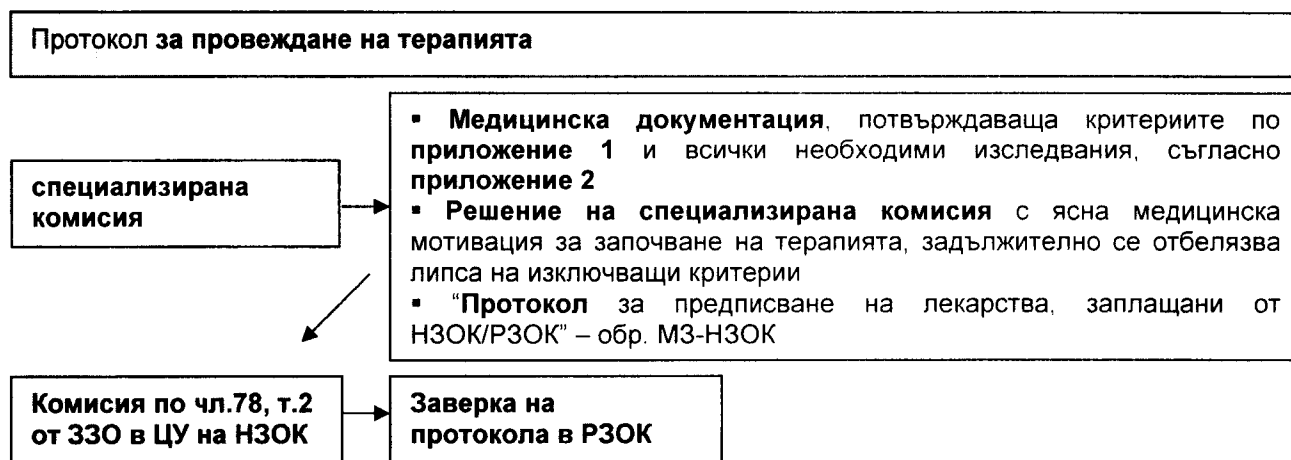 Протокол за провеждане на терапията
специализирана
комисия
▪ Медицинска документация, потвърждаваща критериите по
приложение 1 и всички необходими изследвания, съгласно
приложение 2
▪ Решение на специализирана комисия с ясна медицинска
мотивация за започване на терапията, задължително се отбелязва
липса на изключващи критерии
▪ “Протокол за предписване на лекарства, заплащани от
НЗОК/РЗОК” – обр. МЗ-НЗОК
Комисия по чл.78, т.2
от ЗЗО в ЦУ на НЗОК
Заверка на
протокола в РЗОК